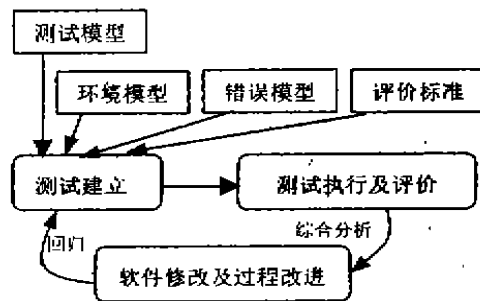 测试模型
环境模型
错误模型
评价标准
测试建立
测试执行及评价
回归
综合分析
软件修改及过程改进